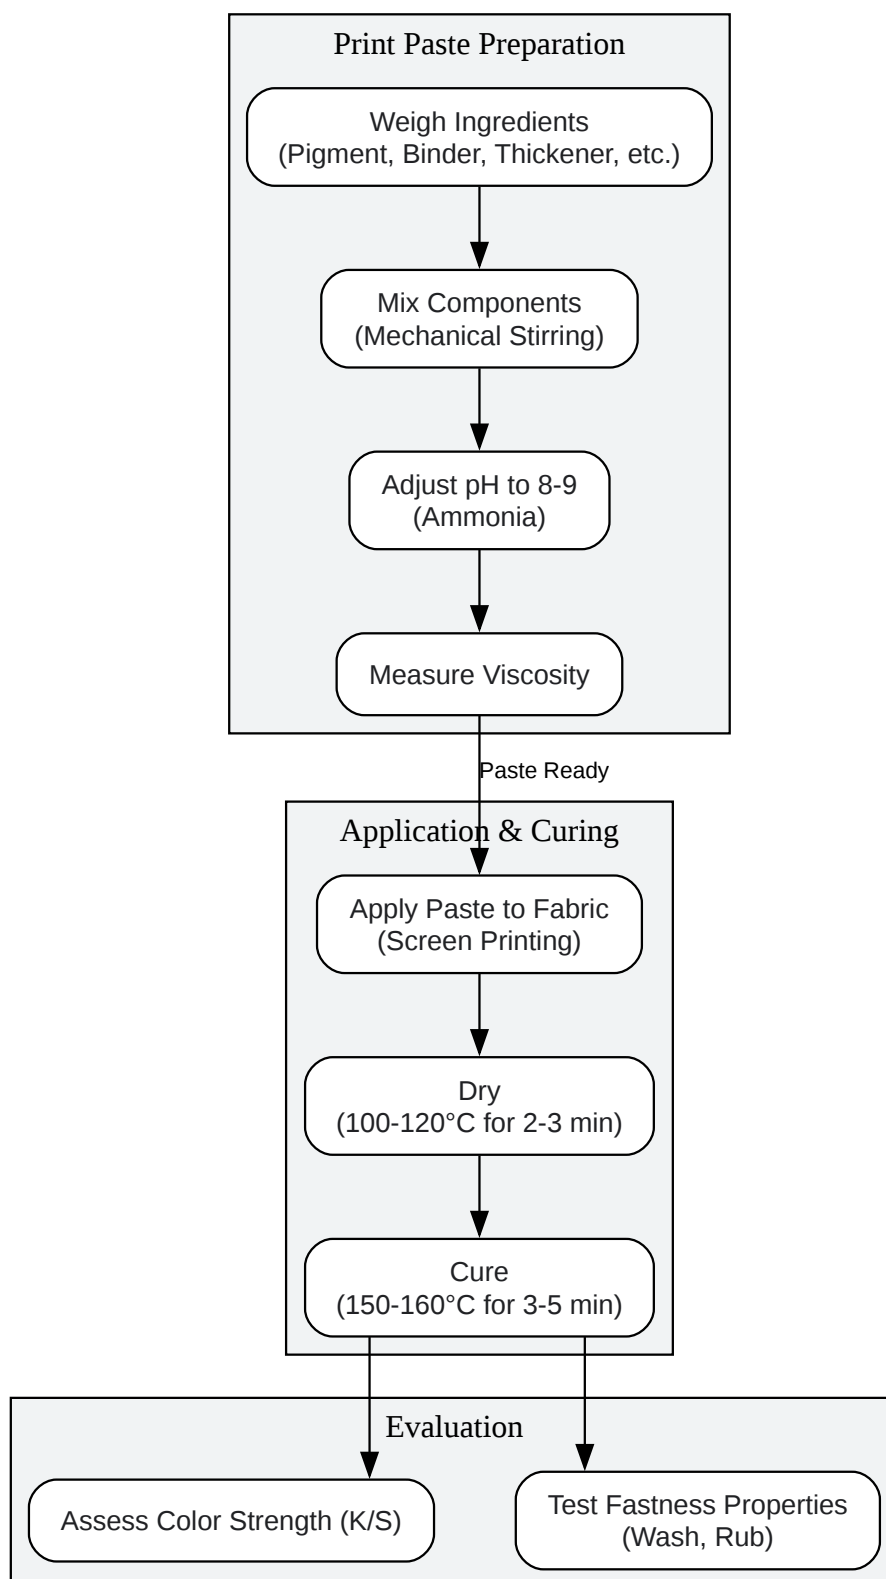 Print Paste Preparation
Weigh Ingredients
(Pigment, Binder, Thickener, etc.)
Mix Components
(Mechanical Stirring)
Adjust pH to 8-9
(Ammonia)
Measure Viscosity
Paste Ready
Application & Curing
Apply Paste to Fabric
(Screen Printing)
Dry
(100-120°C for 2-3 min)
Cure
(150-160°C for 3-5 min)
Evaluation
Assess Color Strength (K/S)
Test Fastness Properties
(Wash, Rub)